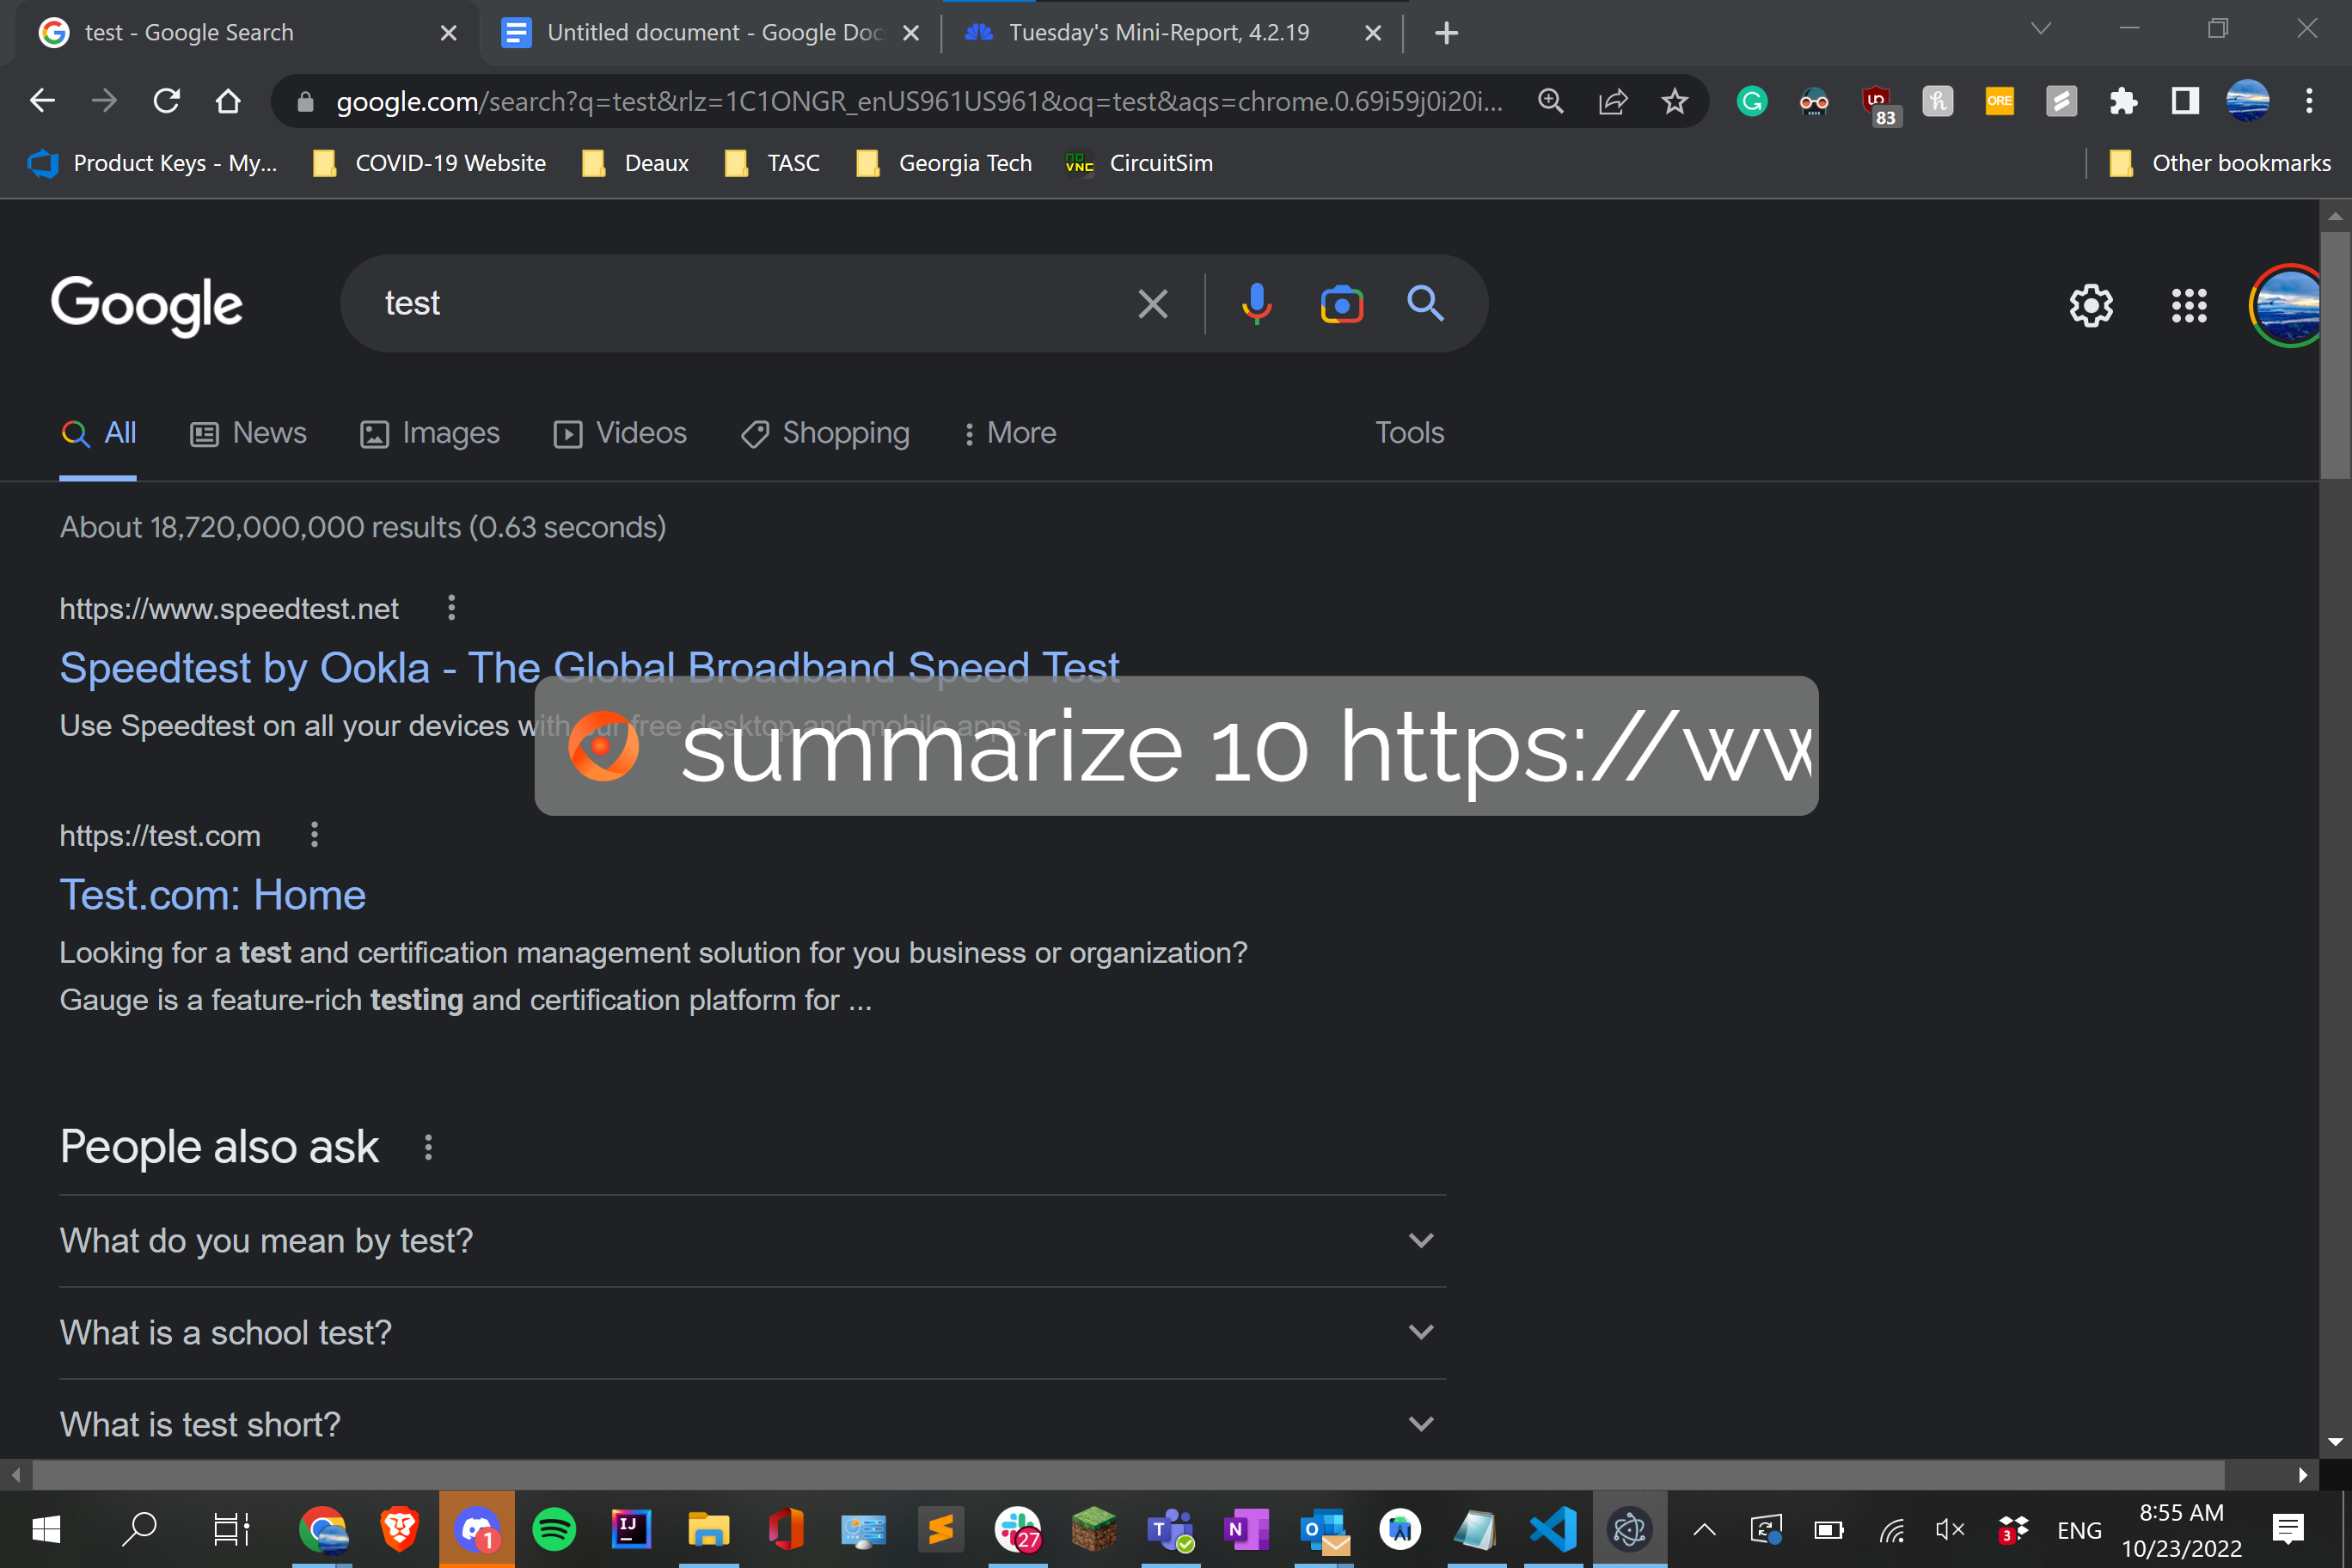 test - Google Search
Untitled document - Google Doc
Tuesday's Mini-Report, 4.2.19
google.com/search?q=test&rlz=1C1ONGR_enUS961US961&oq=test&aqs=chrome.0.69i59j0i20i...
83
ORE
Product Keys - My...
COVID-19 Website
Deaux
TASC
Georgia Tech
VNC
CircuitSim
Other bookmarks
Google
test
All
News
Images
Videos
Shopping
More
Tools
About 18,720,000,000 results (0.63 seconds)
https://www.speedtest.net
Speedtest by Ookla - The Global Broadband Speed Test
Use Speedtest on all your devices with our free desktop and mobile apps.
summarize 10 https://ww
https://test.com
Test.com: Home
Looking for a test and certification management solution for you business or organization?
Gauge is a feature-rich testing and certification platform for ...
People also ask
What do you mean by test?
What is a school test?
What is test short?
1
IJ
27
T
N
O
3
ENG
8:55 AM
10/23/2022